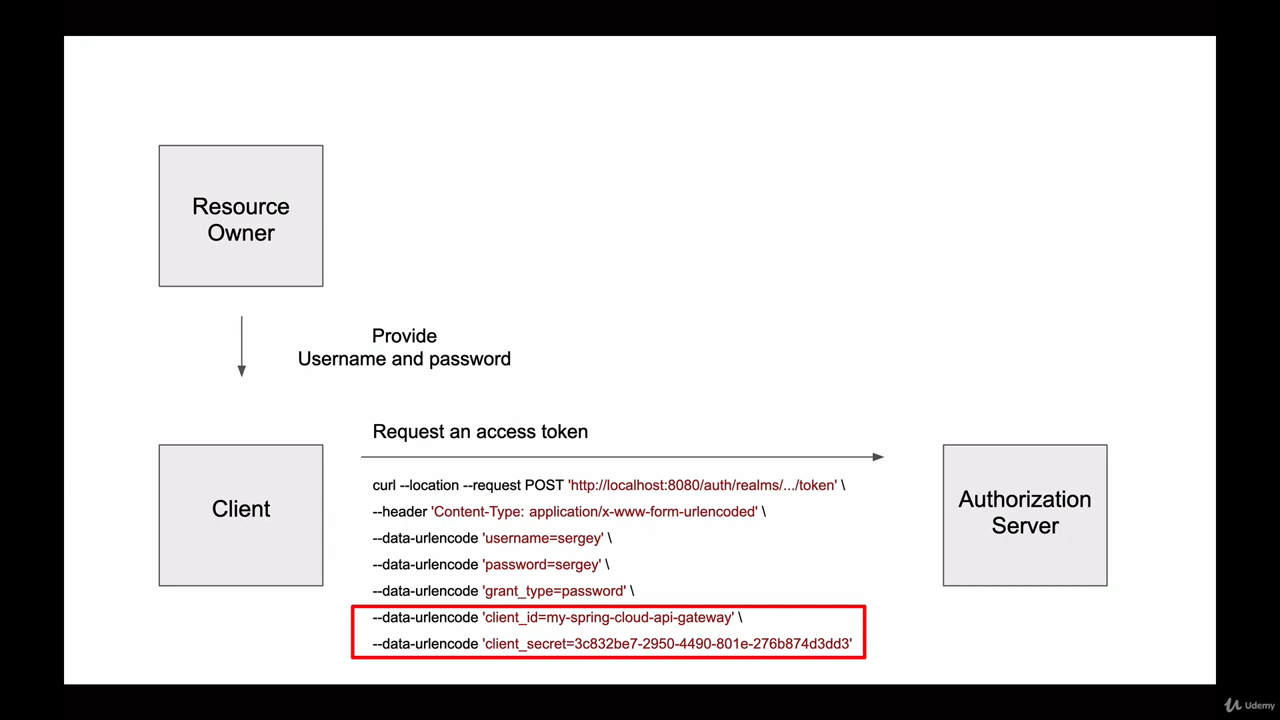 Resource
Owner
Provide
Username and password
Request an access token
Client
Authorization
Server
curl --location --request POST 'http://localhost:8080/auth/realms/.../token' \
--header 'Content-Type: application/x-www-form-urlencoded' \
--data-urlencode 'username=sergey' \
--data-urlencode 'password=sergey' \
--data-urlencode 'grant_type=password' \
--data-urlencode 'client_id=my-spring-cloud-api-gateway' \
--data-urlencode 'client_secret=3c832be7-2950-4490-801e-276b874d3dd3'
Udemy